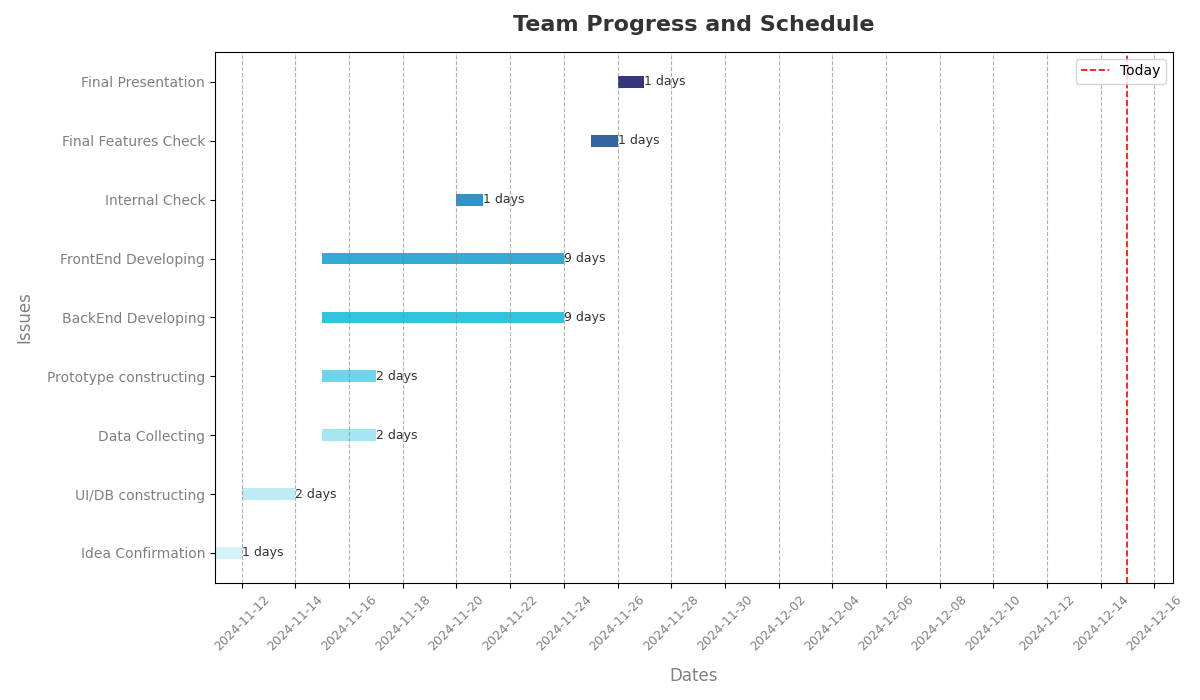 Team Progress and Schedule
Today
Final Presentation
1 days
Final Features Check
1 days
Internal Check
1 days
FrontEnd Developing
9 days
BackEnd Developing
9 days
Prototype constructing
2 days
Data Collecting
2 days
UI/DB constructing
2 days
Idea Confirmation
1 days
Issues
2024-11-12
2024-11-14
2024-11-16
2024-11-18
2024-11-20
2024-11-22
2024-11-24
2024-11-26
2024-11-28
2024-11-30
2024-12-02
2024-12-04
2024-12-06
2024-12-08
2024-12-10
2024-12-12
2024-12-14
2024-12-16
Dates